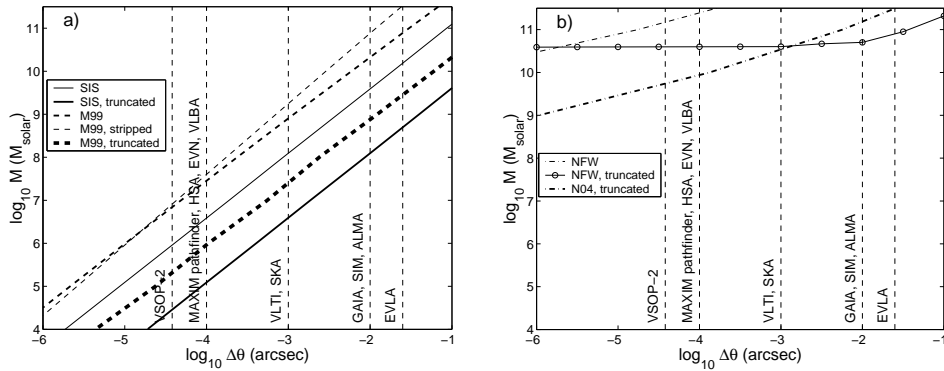 a)
log10 M (Msolar)
11
10
9
8
7
6
5
4
SIS
SIS, truncated
M99
M99, stripped
M99, truncated
VSOP−2
MAXIM pathfinder, HSA, EVN, VLBA
VLTI, SKA
GAIA, SIM, ALMA
EVLA
−6 −5 −4 −3 −2 −1
log10 Δθ (arcsec)
b)
log10 M (Msolar)
11
10
9
8
7
6
5
4
NFW
NFW, truncated
N04, truncated
VSOP−2
MAXIM pathfinder, HSA, EVN, VLBA
VLTI, SKA
GAIA, SIM, ALMA
EVLA
−6 −5 −4 −3 −2 −1
log10 Δθ (arcsec)